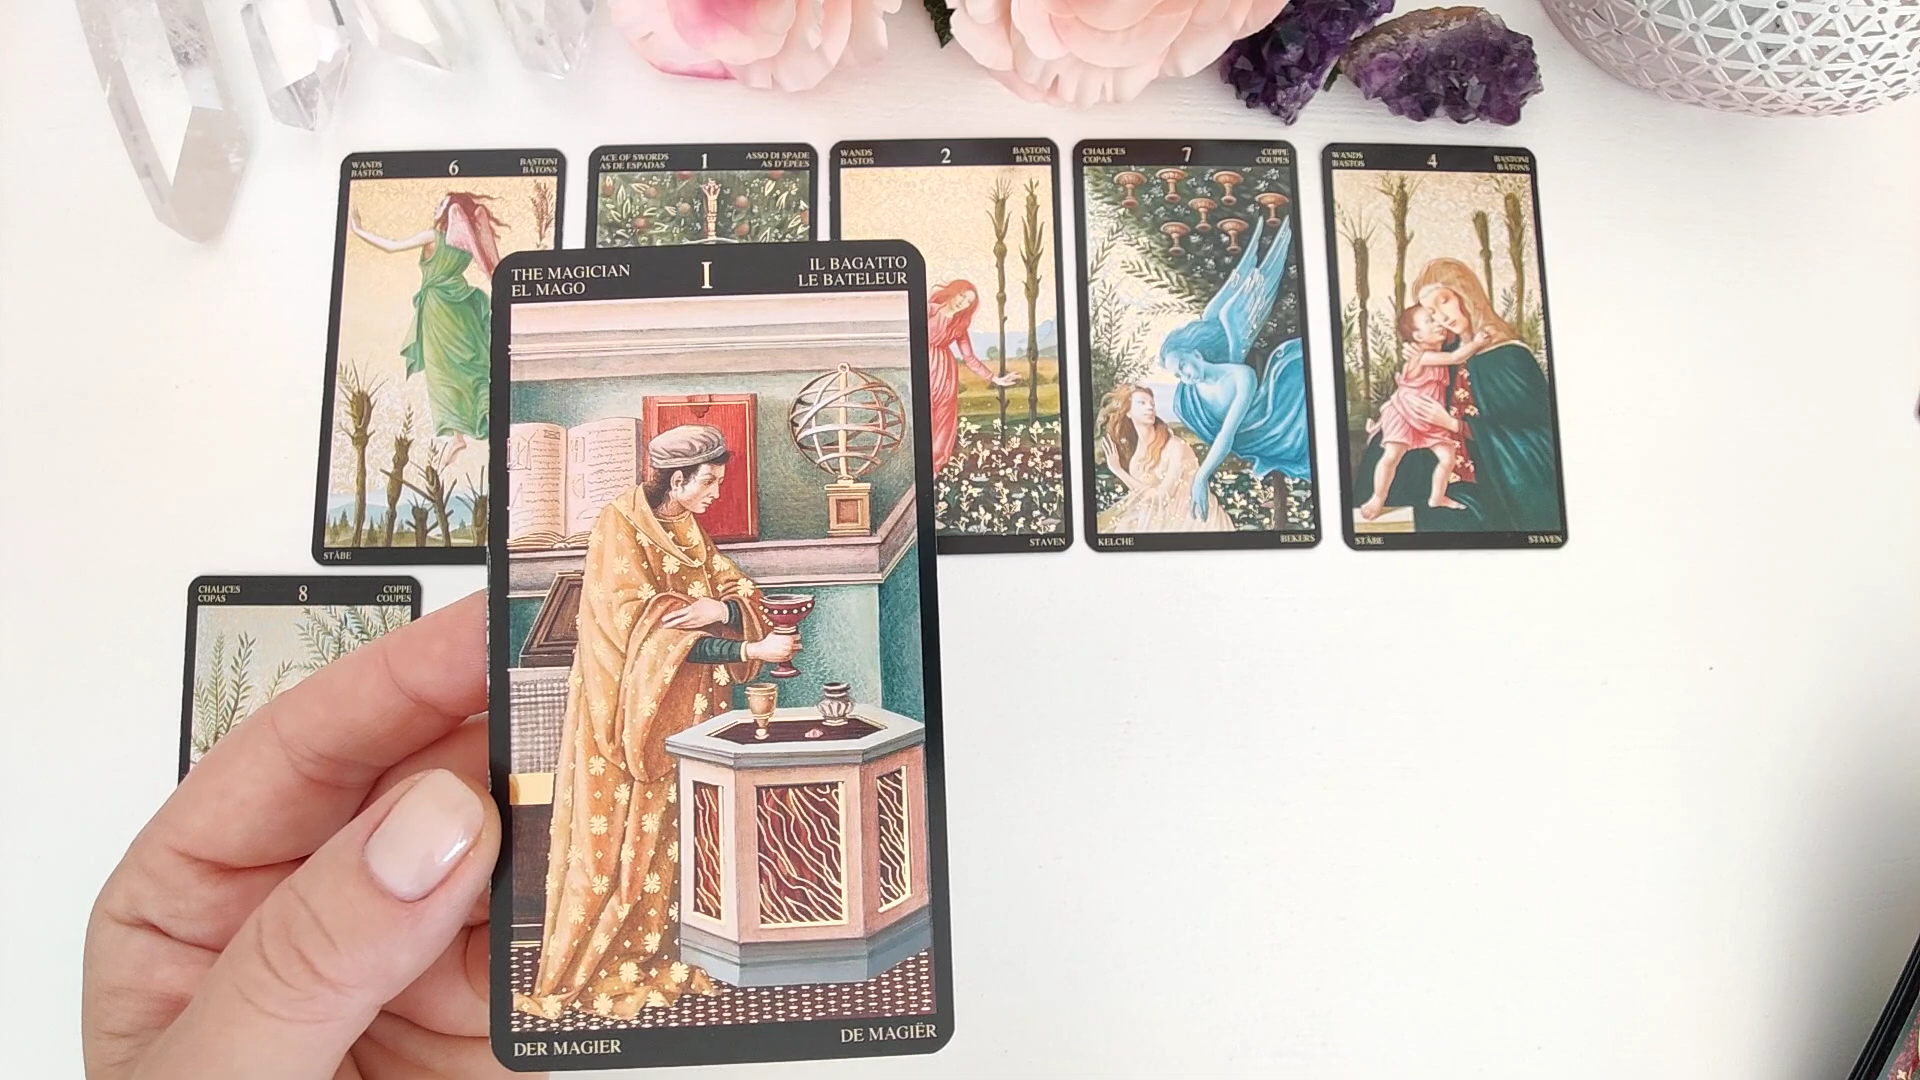 WANDS
BASTOS
6
BASTONI
BÂTONS
STÄBE
ACE OF SWORDS
AS DE ESPADAS
1
ASSO DI SPADE
AS D'ÉPÉES
WANDS
BASTOS
2
BASTONI
BÂTONS
STAVEN
CHALICES
COPAS
7
COPPE
COUPES
KELCHE
BEKERS
WANDS
BASTOS
4
BASTONI
BÂTONS
STÄBE
STAVEN
CHALICES
COPAS
8
COPPE
COUPES
THE MAGICIAN
EL MAGO
I
IL BAGATTO
LE BATELEUR
DER MAGIER
DE MAGIËR